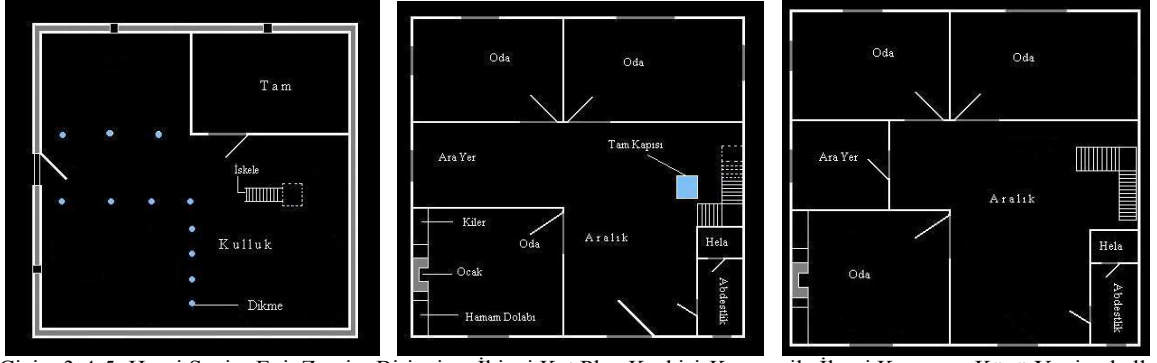 Tam
İskele
Kulluk
Dikme
Oda
Oda
Ara Yer
Tam Kapısı
Kiler
Oda
Aralık
Hela
Ocak
Hamam Dolabı
Abdestlik
Oda
Oda
Ara Yer
Aralık
Hela
Oda
Abdestlik